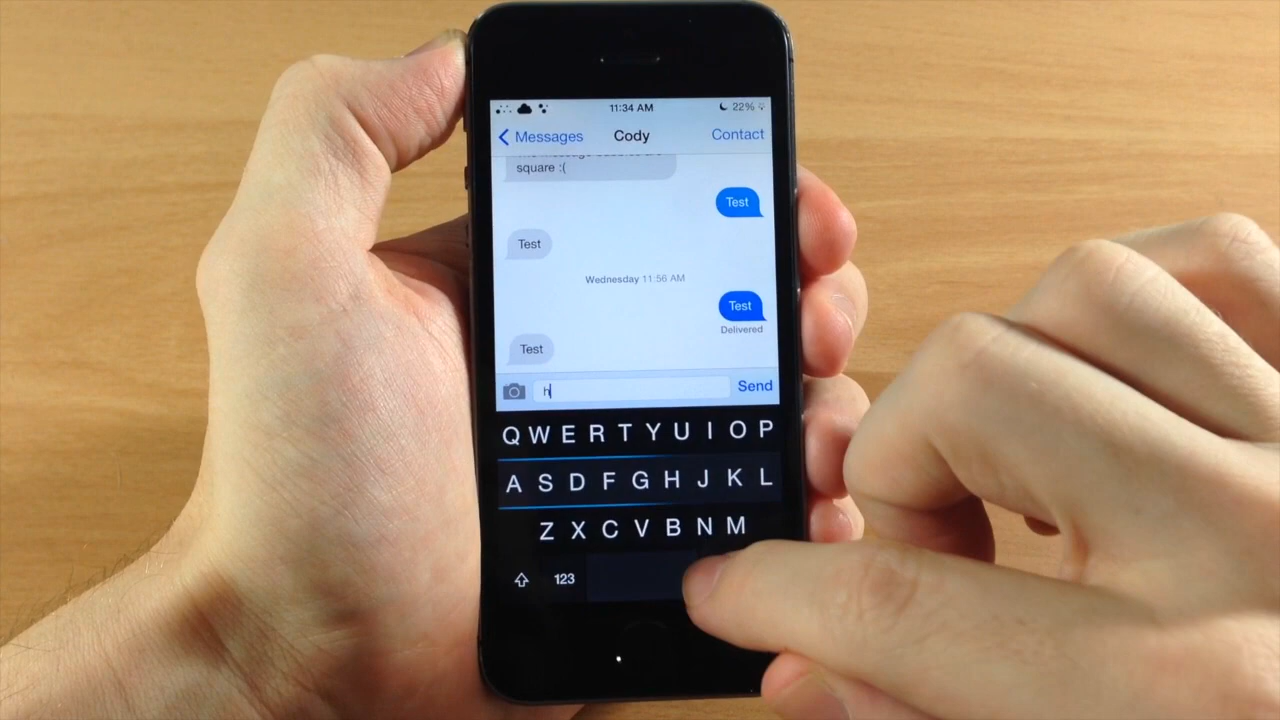 11:34 AM
22%
Messages
Cody
Contact
square :(
Test
Test
Wednesday 11:56 AM
Test
Delivered
Test
h
Send
Q W E R T Y U I O P
A S D F G H J K L
Z X C V B N M
123